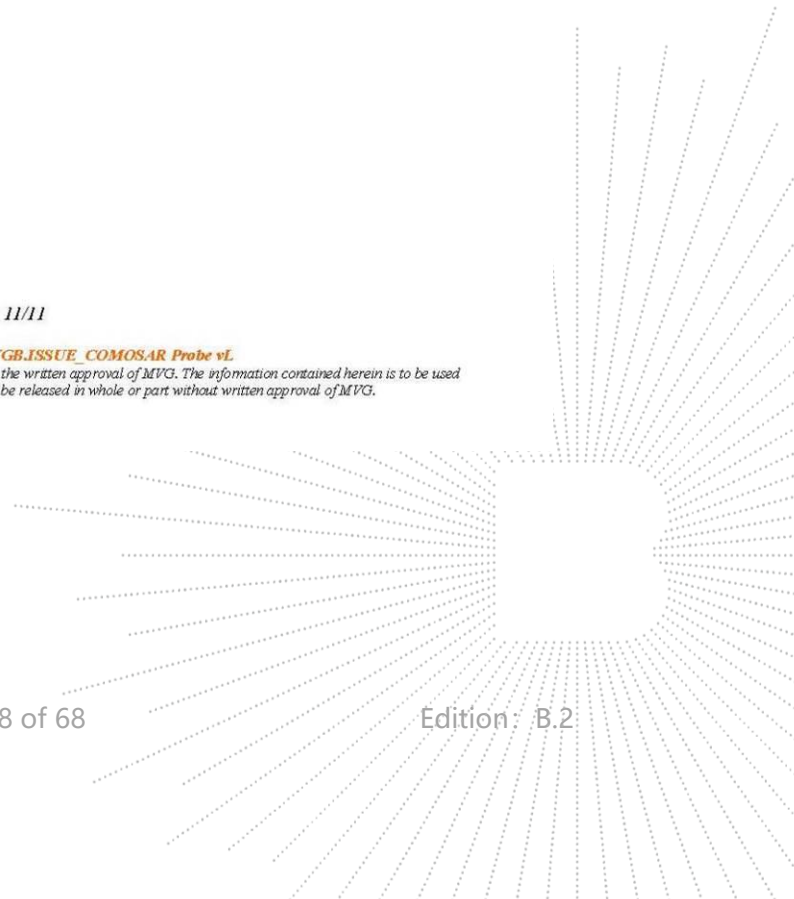 11/11
GB.ISSUE_COMOSAR Probe vL
the written approval of MVG. The information contained herein is to be used
be released in whole or part without written approval of MVG.
8 of 68 Edition: B.2